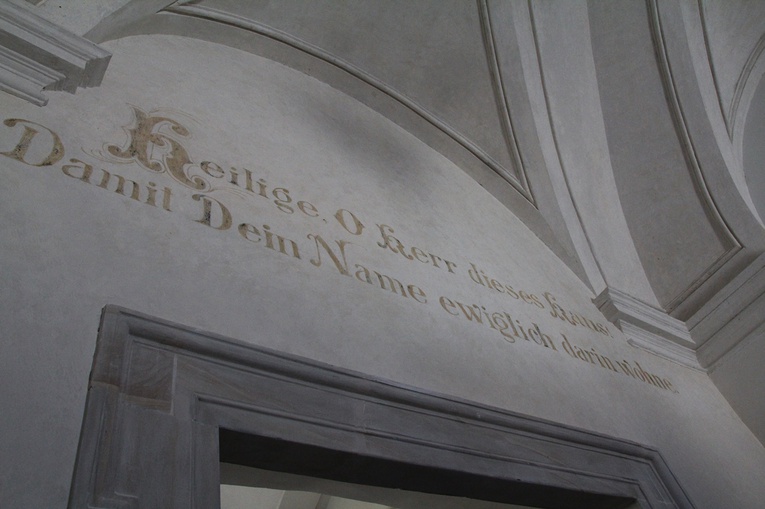 Heilige, O Herr dieses Haus,
Damit Dein Name ewiglich darin wohne.